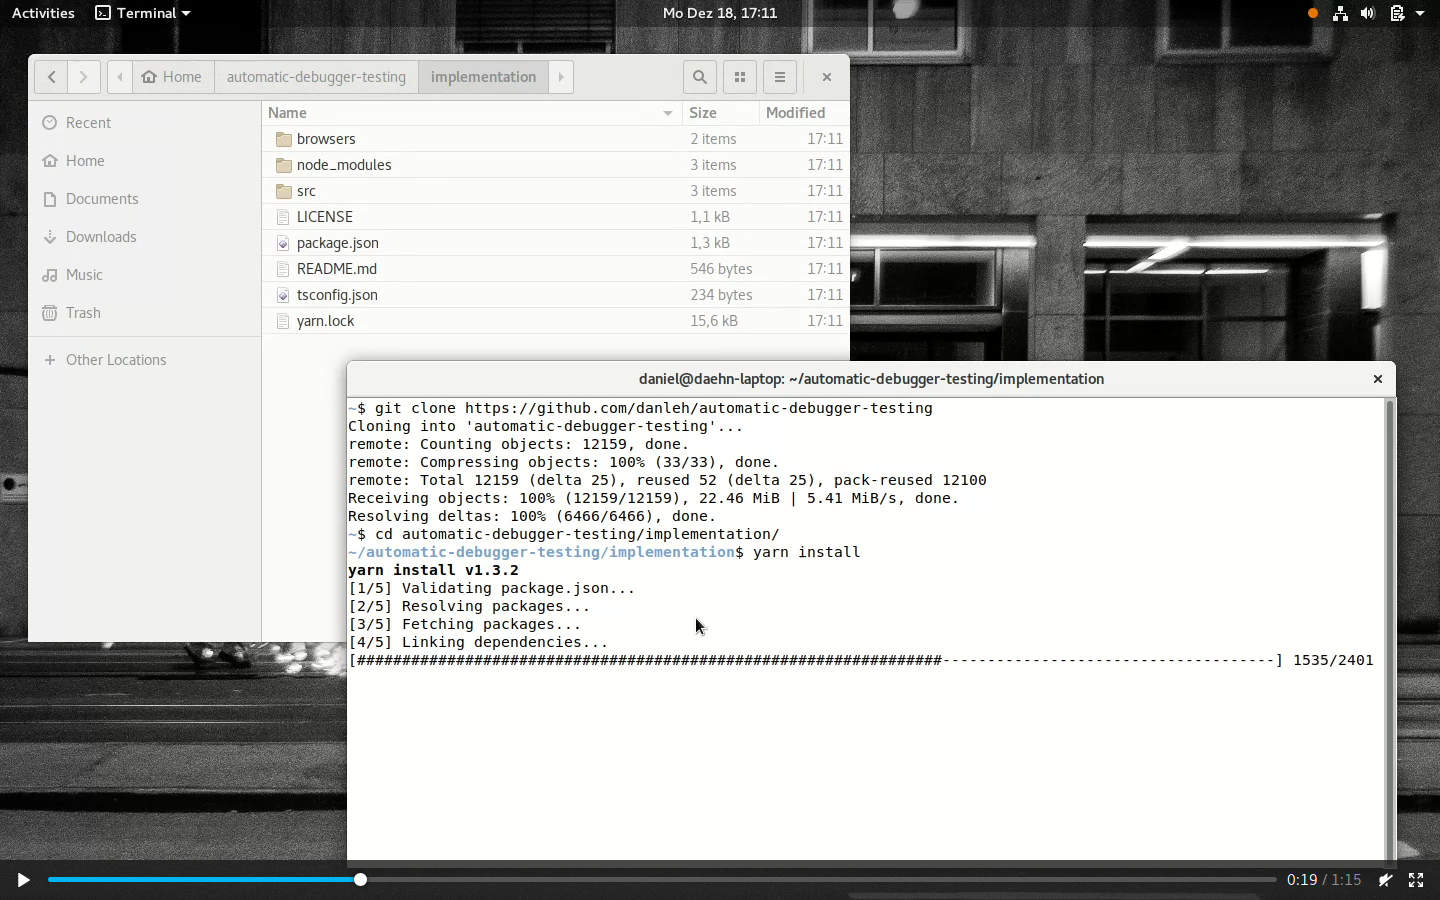 Activities Terminal Mo Dez 18, 17:11
Home automatic-debugger-testing implementation
Name Size Modified
Recent
Home
Documents
Downloads
Music
Trash
Other Locations
browsers 2 items 17:11
node_modules 3 items 17:11
src 3 items 17:11
LICENSE 1,1 kB 17:11
package.json 1,3 kB 17:11
README.md 546 bytes 17:11
tsconfig.json 234 bytes 17:11
yarn.lock 15,6 kB 17:11
daniel@daehn-laptop: ~/automatic-debugger-testing/implementation
~$ git clone https://github.com/danleh/automatic-debugger-testing
Cloning into 'automatic-debugger-testing'...
remote: Counting objects: 12159, done.
remote: Compressing objects: 100% (33/33), done.
remote: Total 12159 (delta 25), reused 52 (delta 25), pack-reused 12100
Receiving objects: 100% (12159/12159), 22.46 MiB | 5.41 MiB/s, done.
Resolving deltas: 100% (6466/6466), done.
~$ cd automatic-debugger-testing/implementation/
~/automatic-debugger-testing/implementation$ yarn install
yarn install v1.3.2
[1/5] Validating package.json...
[2/5] Resolving packages...
[3/5] Fetching packages...
[4/5] Linking dependencies...
[#################################################################-------------------------------------] 1535/2401
0:19 / 1:15